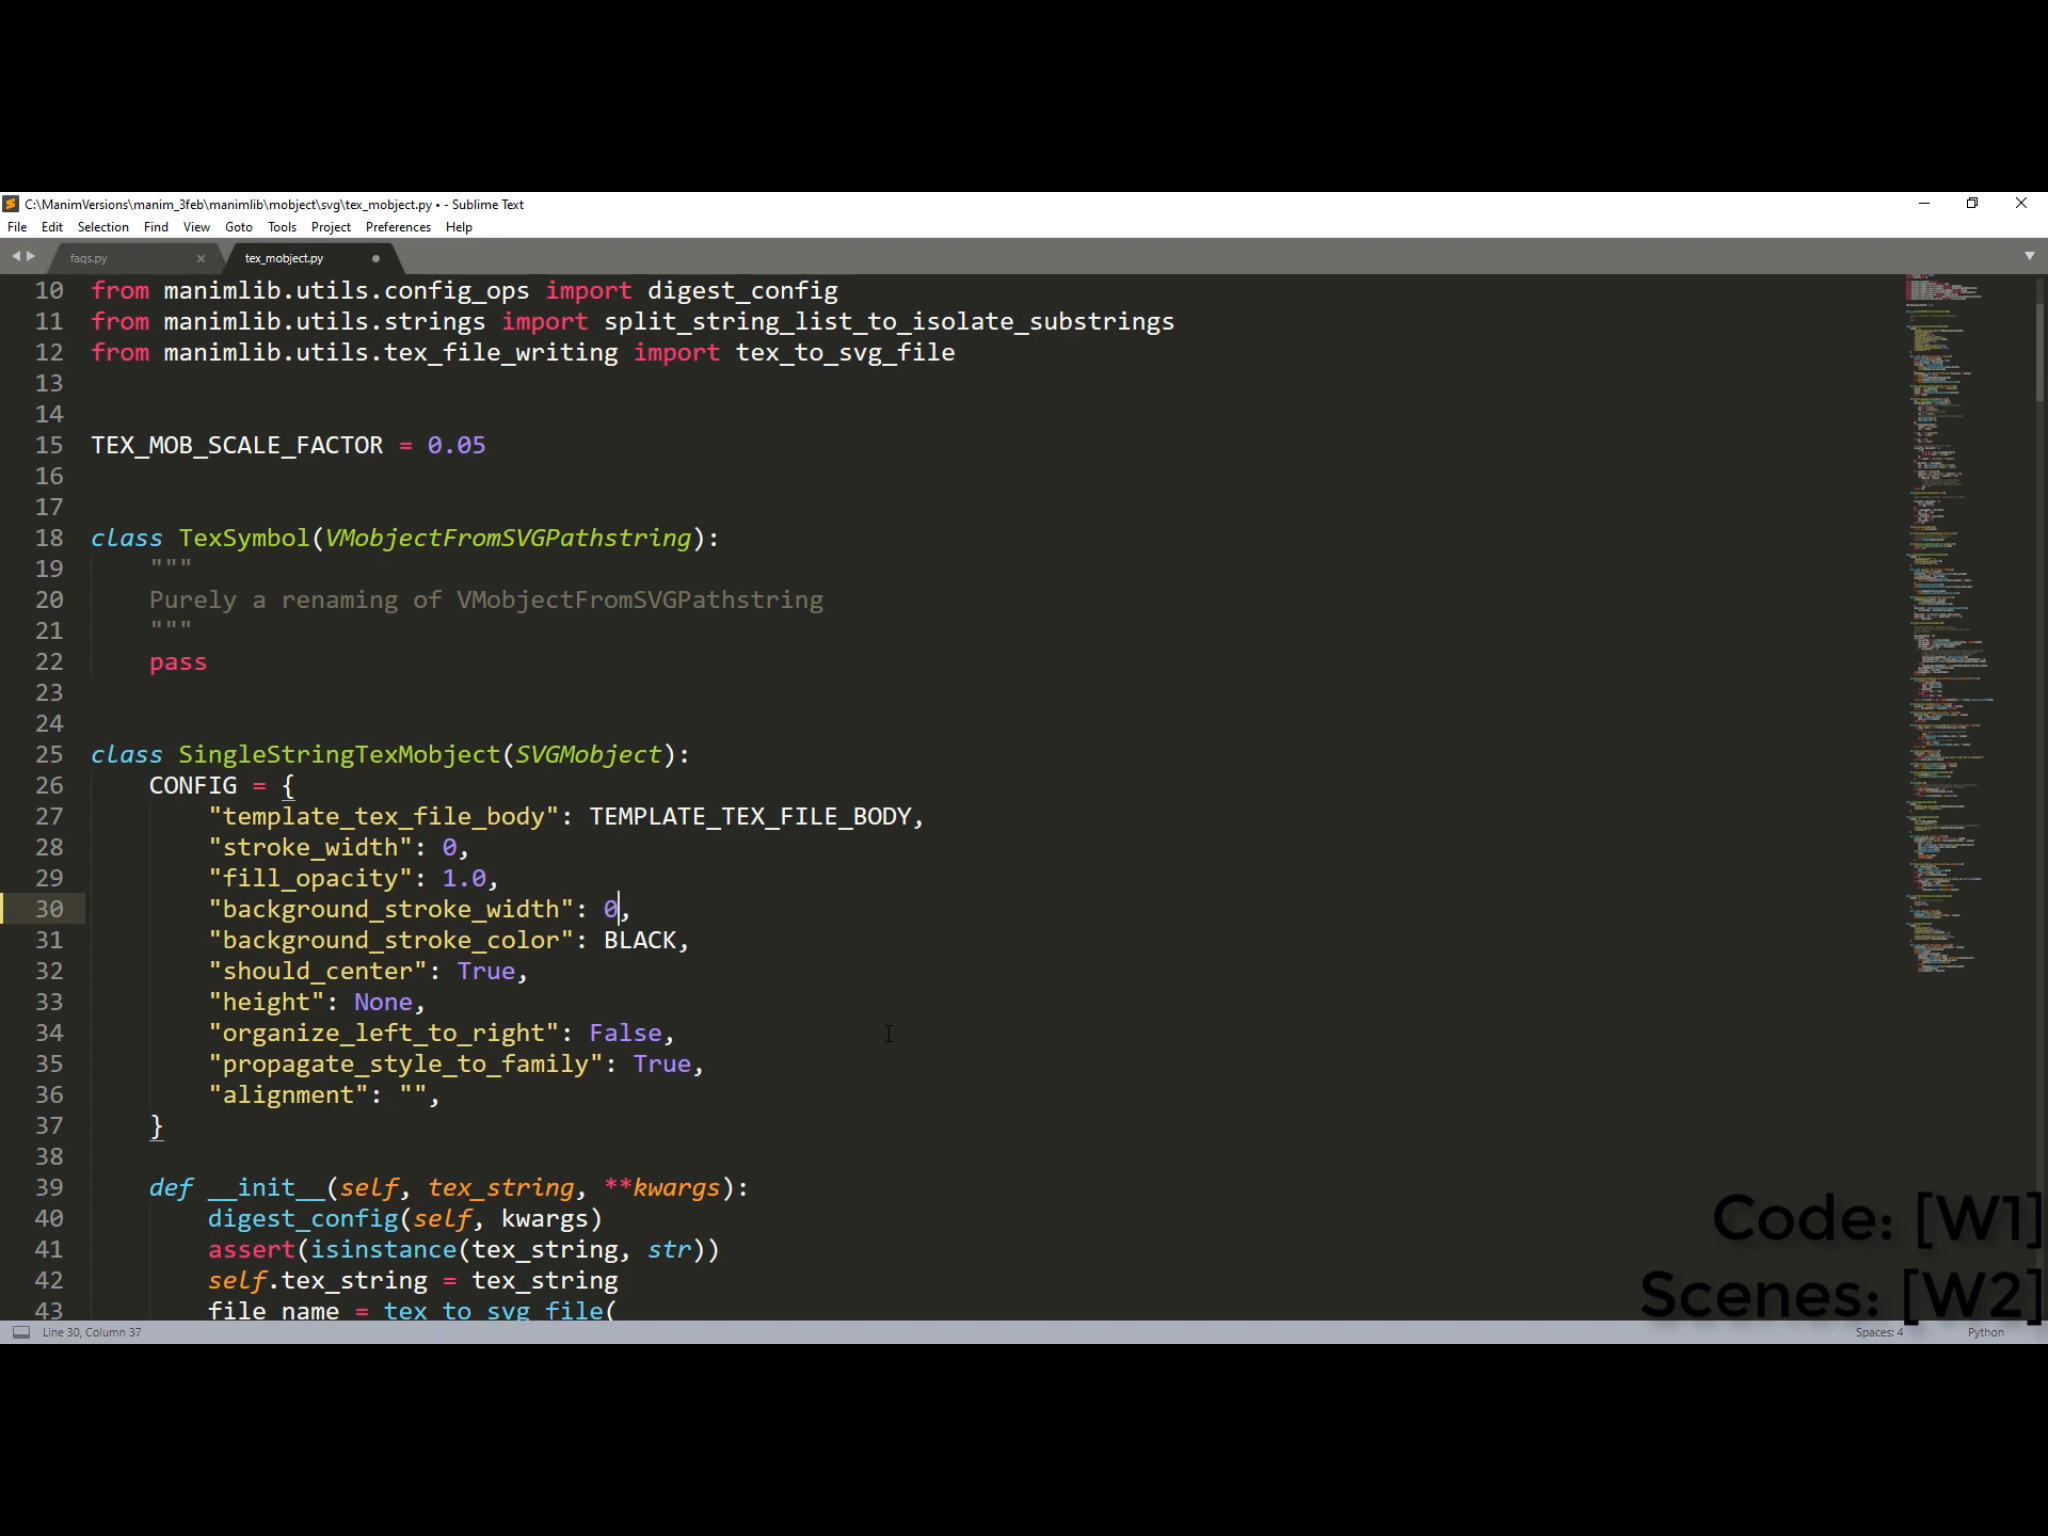 C:\ManimVersions\manim_3feb\manimlib\mobject\svg\tex_mobject.py • - Sublime Text
File Edit Selection Find View Goto Tools Project Preferences Help
faqs.py tex_mobject.py
10 from manimlib.utils.config_ops import digest_config
11 from manimlib.utils.strings import split_string_list_to_isolate_substrings
12 from manimlib.utils.tex_file_writing import tex_to_svg_file
13
14
15 TEX_MOB_SCALE_FACTOR = 0.05
16
17
18 class TexSymbol(VMobjectFromSVGPathstring):
19 """
20 Purely a renaming of VMobjectFromSVGPathstring
21 """
22 pass
23
24
25 class SingleStringTexMobject(SVGMobject):
26 CONFIG = {
27 "template_tex_file_body": TEMPLATE_TEX_FILE_BODY,
28 "stroke_width": 0,
29 "fill_opacity": 1.0,
30 "background_stroke_width": 0,
31 "background_stroke_color": BLACK,
32 "should_center": True,
33 "height": None,
34 "organize_left_to_right": False,
35 "propagate_style_to_family": True,
36 "alignment": "",
37 }
38
39 def __init__(self, tex_string, **kwargs):
40 digest_config(self, kwargs)
41 assert(isinstance(tex_string, str))
42 self.tex_string = tex_string
43 file_name = tex_to_svg_file(
Code: [W1]
Scenes: [W2]
Line 30, Column 37 Spaces: 4 Python